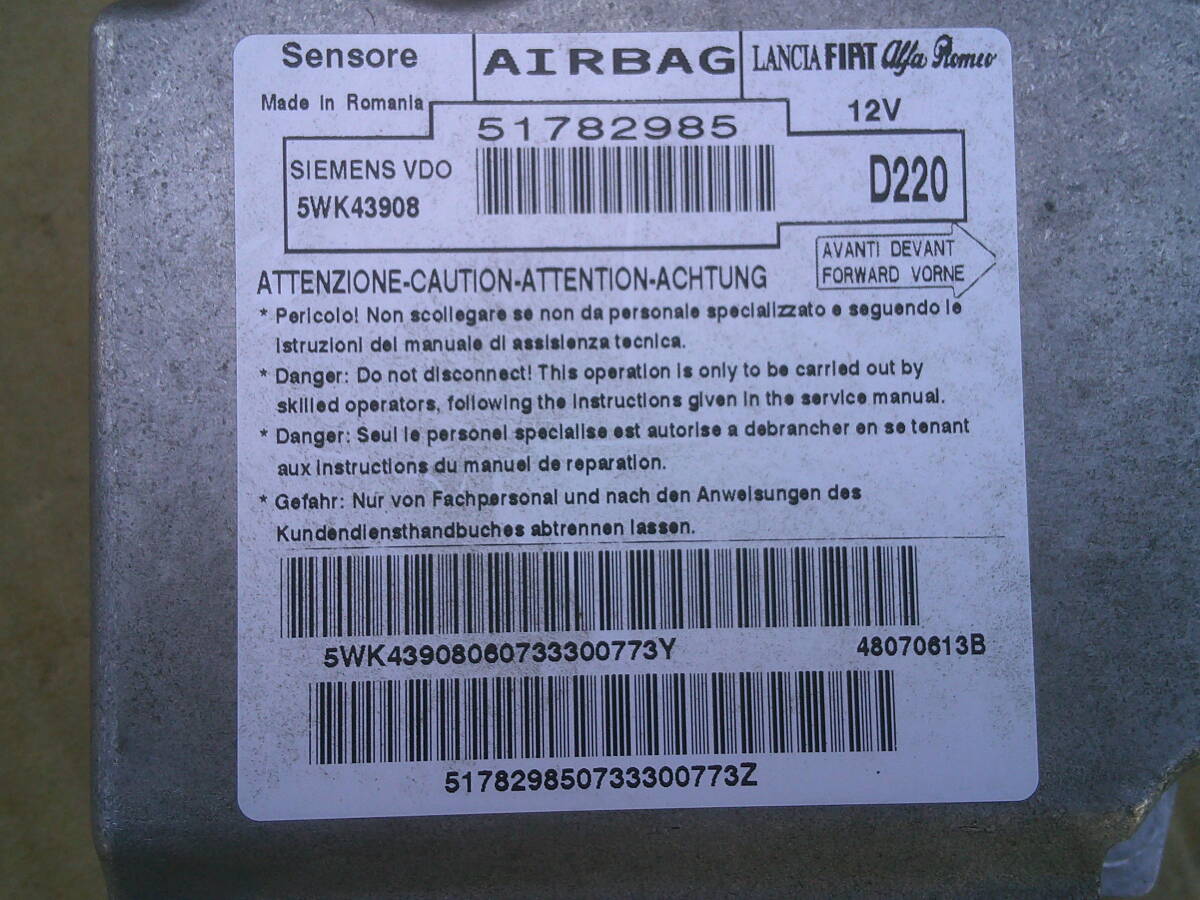 Sensore
AIRBAG
LANCIA FIAT Alfa Romeo
Made in Romania
12V
51782985
SIEMENS VDO
5WK43908
D220
AVANTI DEVANT
FORWARD VORNE
ATTENZIONE-CAUTION-ATTENTION-ACHTUNG
* Pericolo! Non scollegare se non da personale specializzato e seguendo le
istruzioni del manuale di assistenza tecnica.
* Danger: Do not disconnect! This operation is only to be carried out by
skilled operators, following the instructions given in the service manual.
* Danger: Seul le personel specialise est autorise a debrancher en se tenant
aux instructions du manuel de reparation.
* Gefahr: Nur von Fachpersonal und nach den Anweisungen des
Kundendiensthandbuches abtrennen lassen.
5WK43908060733300773Y
48070613B
517829850733300773Z